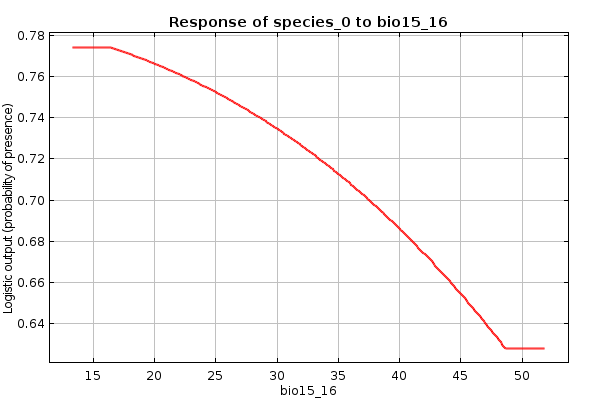 Response of species_0 to bio15_16
Logistic output (probability of presence)
0.78
0.76
0.74
0.72
0.70
0.68
0.66
0.64
15 20 25 30 35 40 45 50
bio15_16